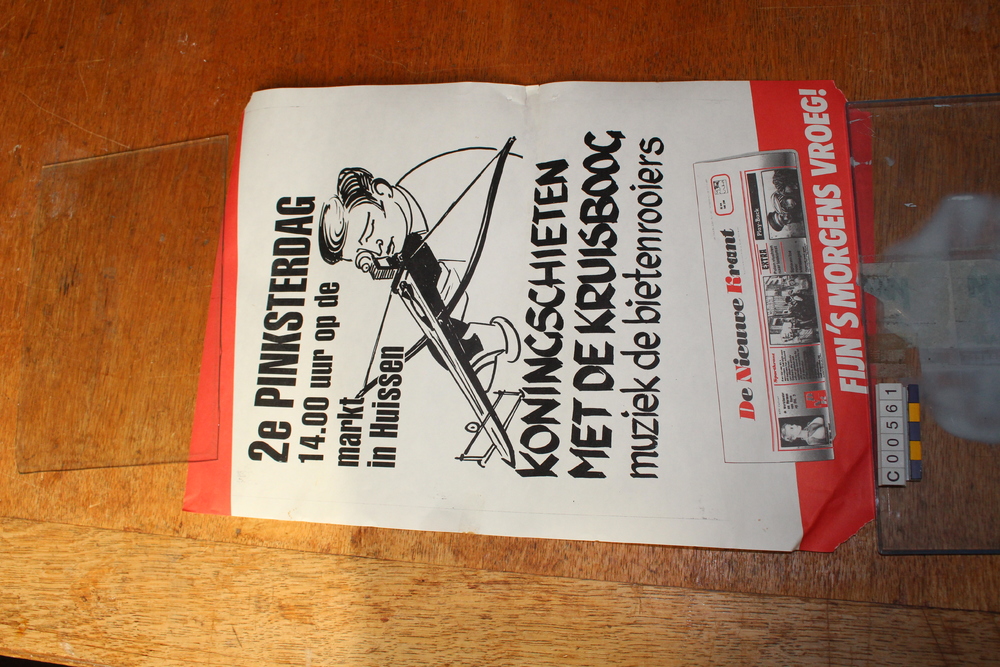 2e PINKSTERDAG
14.00 uur op de
markt
in Huissen
KONINGSCHIETEN
MET DE KRUISBOOG
muziek de bietenrooiers
De Nieuwe Krant
EXTRA
FIJN 'S MORGENS VROEG!
C00561